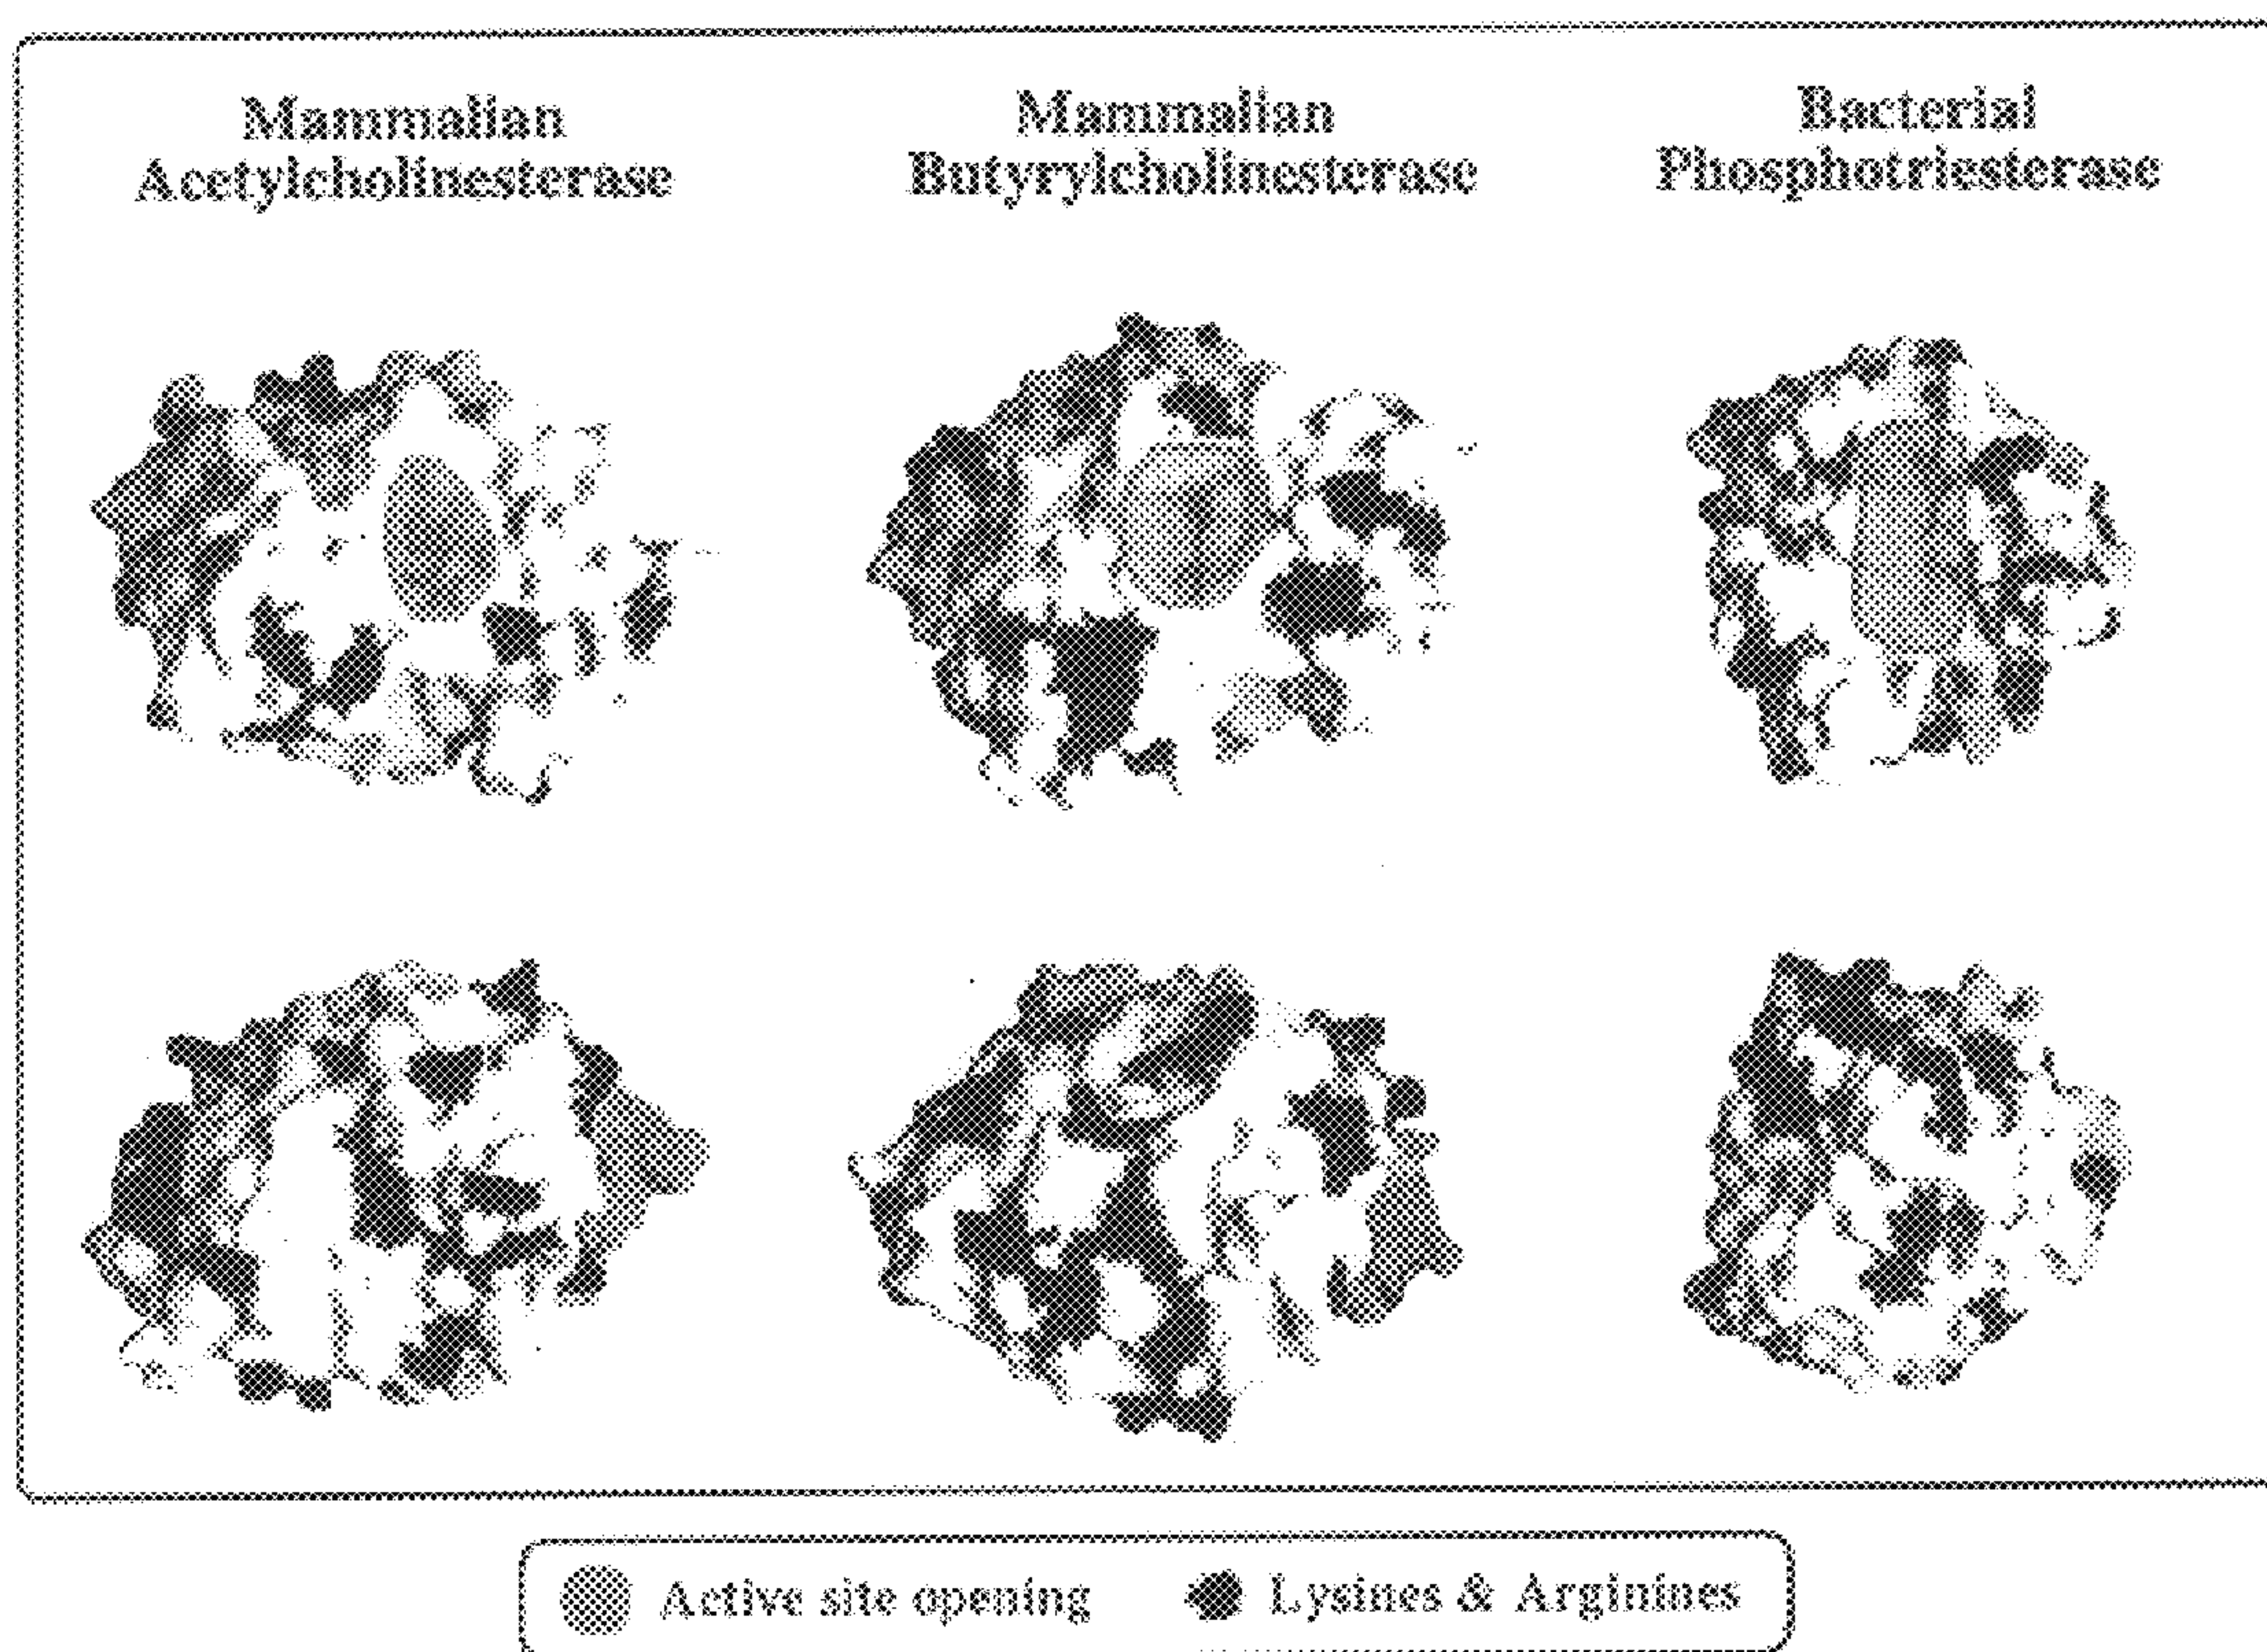 Mammalian
Acetylcholinesterase
Mammalian
Butyrylcholinesterase
Bacterial
Phosphotriesterase
Active site opening
Lysines & Arginines